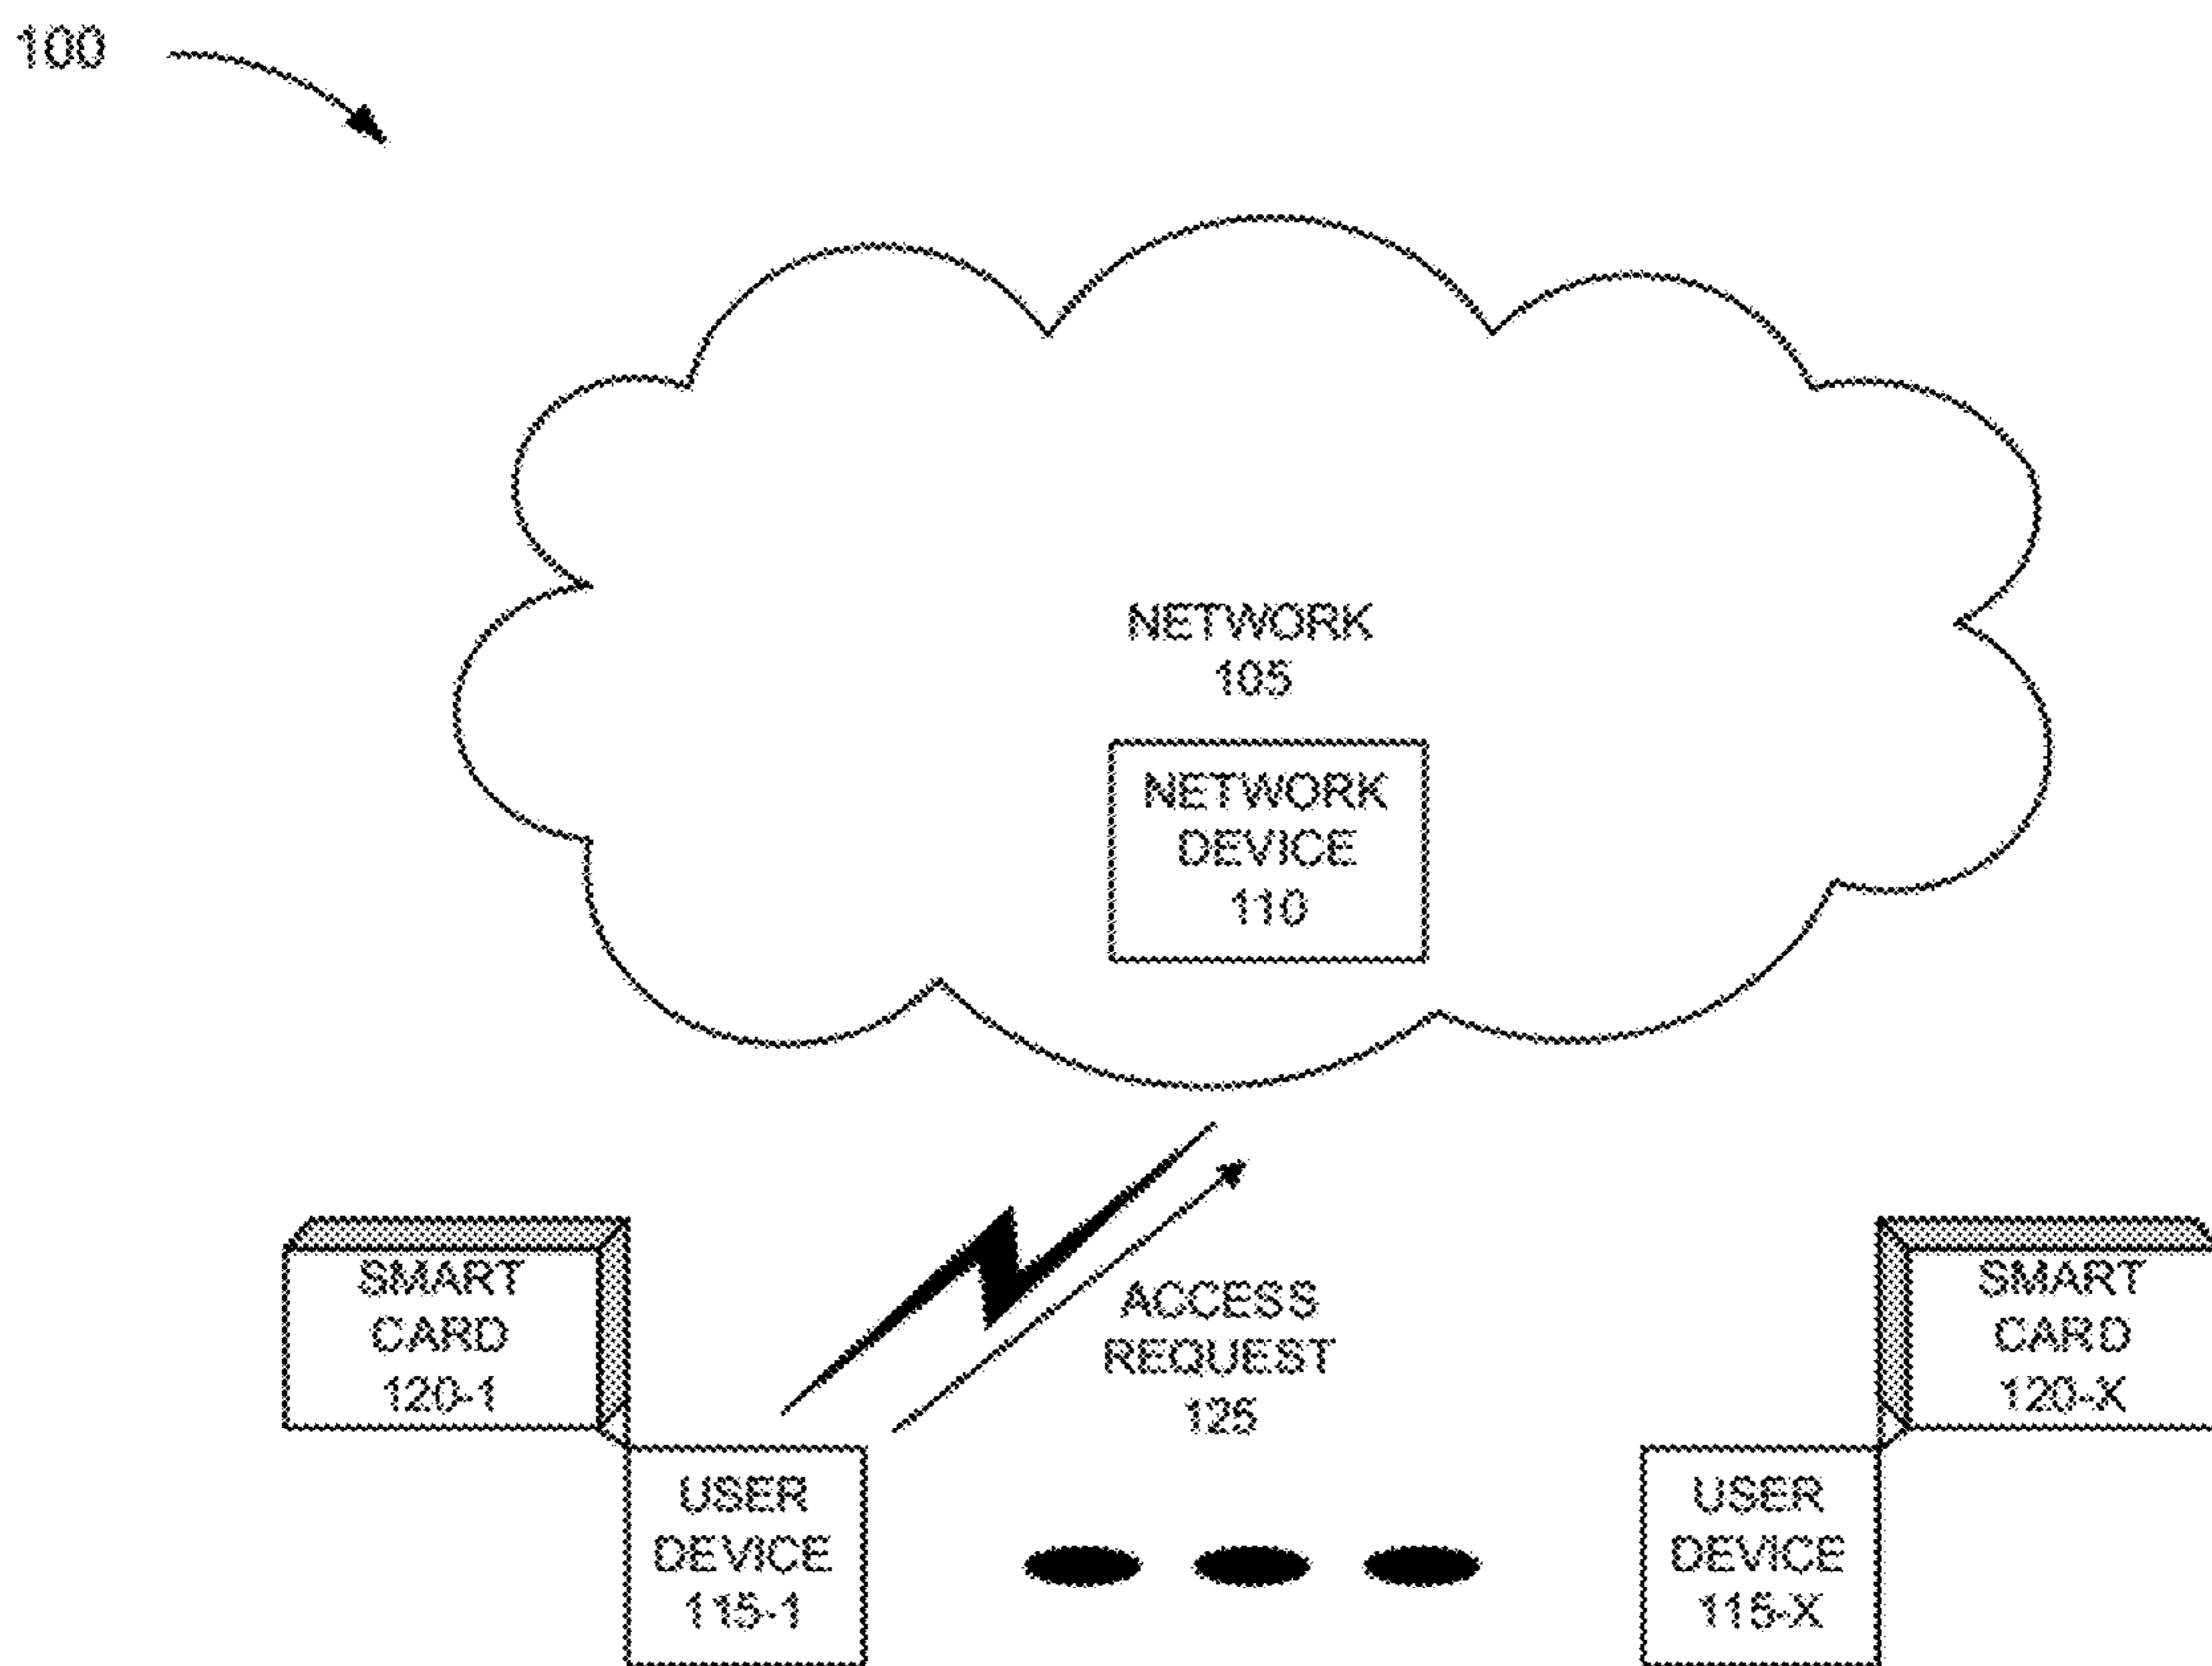 100
NETWORK
105
NETWORK
DEVICE
110
SMART
CARD
120-1
ACCESS
REQUEST
125
SMART
CARD
120-X
USER
DEVICE
115-1
USER
DEVICE
115-X